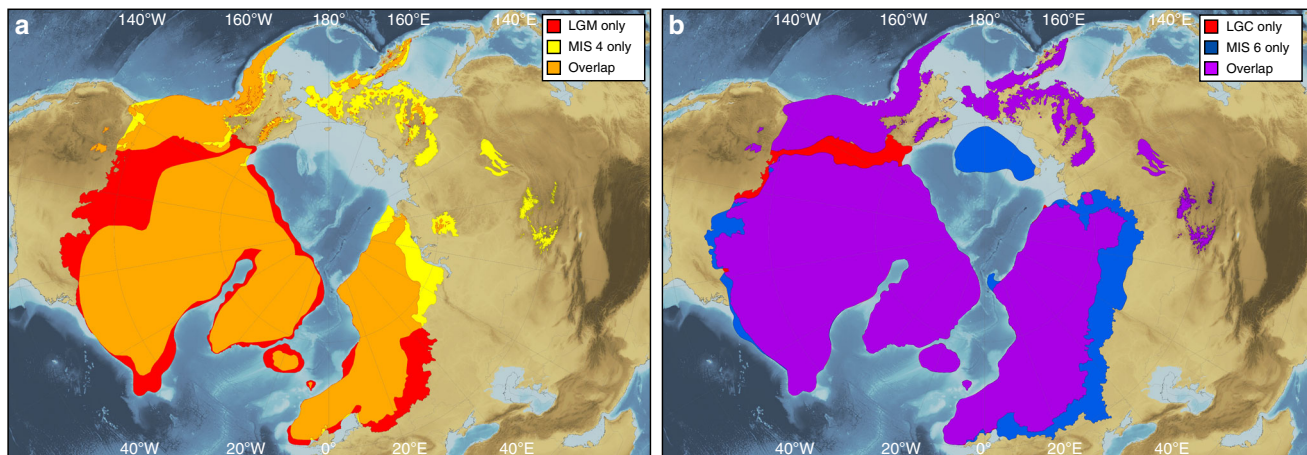 140°W 160°W 180° 160°E 140°E
a
LGM only
MIS 4 only
Overlap
140°W 20°W 0° 20°E 40°E
140°W 160°W 180° 160°E 140°E
b
LGC only
MIS 6 only
Overlap
40°W 20°W 0° 20°E 40°E